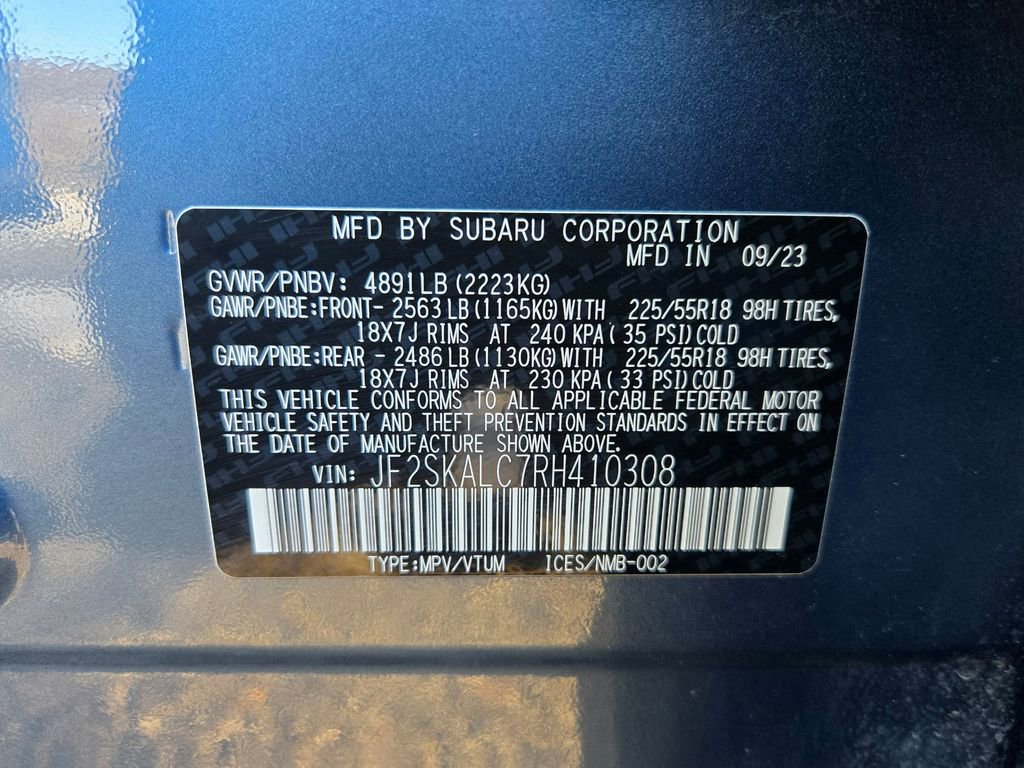 MFD BY SUBARU CORPORATION
MFD IN 09/23
GVWR/PNBV: 4891LB (2223KG)
GAWR/PNBE:FRONT- 2563LB (1165KG) WITH 225/55R18 98H TIRES,
18X7J RIMS AT 240 KPA (35 PSI) COLD
GAWR/PNBE:REAR - 2486LB (1130KG) WITH 225/55R18 98H TIRES,
18X7J RIMS AT 230 KPA (33 PSI) COLD
THIS VEHICLE CONFORMS TO ALL APPLICABLE FEDERAL MOTOR
VEHICLE SAFETY AND THEFT PREVENTION STANDARDS IN EFFECT ON
THE DATE OF MANUFACTURE SHOWN ABOVE.
VIN: JF2SKALC7RH410308
TYPE:MPV/VTUM ICES/NMB-002